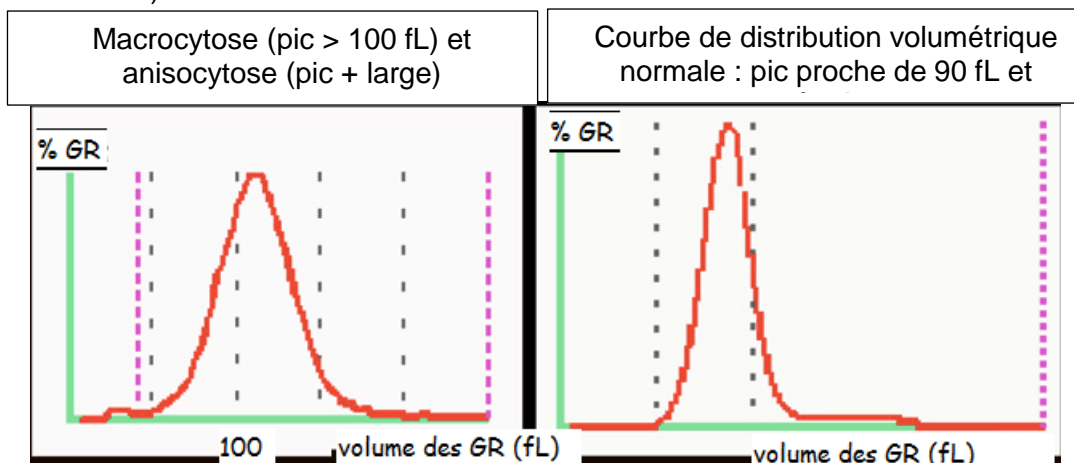 Macrocytose (pic > 100 fL) et
anisocytose (pic + large)
Courbe de distribution volumétrique
normale : pic proche de 90 fL et
% GR
% GR
100
volume des GR (fL)
volume des GR (fL)